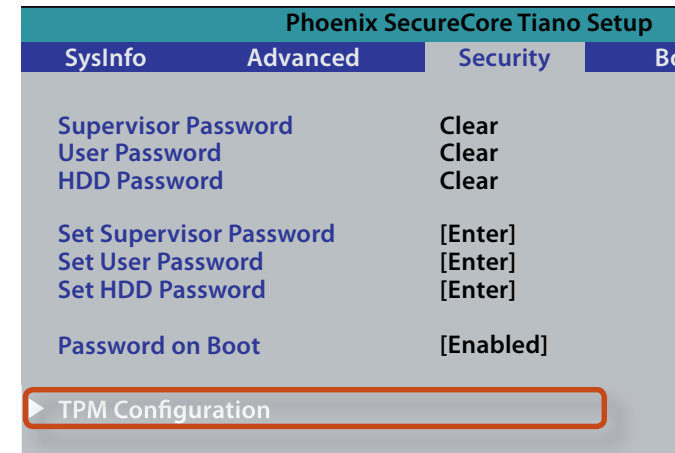 Phoenix SecureCore Tiano Setup
SysInfo Advanced Security
Supervisor Password Clear
User Password Clear
HDD Password Clear
Set Supervisor Password [Enter]
Set User Password [Enter]
Set HDD Password [Enter]
Password on Boot [Enabled]
TPM Configuration